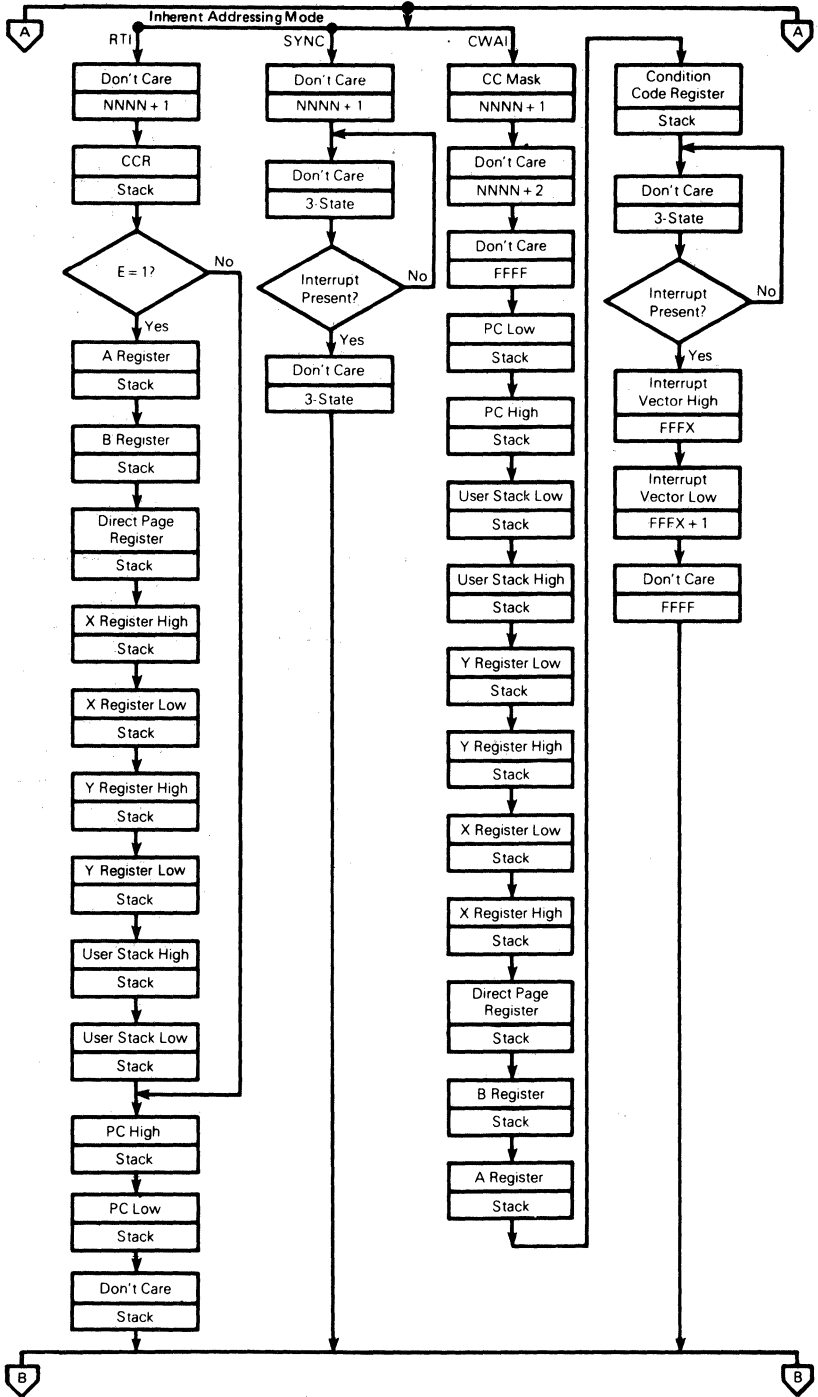 Inherent Addressing Mode
A
A
RTI
SYNC
CWAI
Don't Care
NNNN + 1
CCR
Stack
E = 1?
No
Yes
A Register
Stack
B Register
Stack
Direct Page
Register
Stack
X Register High
Stack
X Register Low
Stack
Y Register High
Stack
Y Register Low
Stack
User Stack High
Stack
User Stack Low
Stack
PC High
Stack
PC Low
Stack
Don't Care
Stack
Don't Care
NNNN + 1
Don't Care
3-State
Interrupt
Present?
No
Yes
Don't Care
3-State
CC Mask
NNNN + 1
Don't Care
NNNN + 2
Don't Care
FFFF
PC Low
Stack
PC High
Stack
User Stack Low
Stack
User Stack High
Stack
Y Register Low
Stack
Y Register High
Stack
X Register Low
Stack
X Register High
Stack
Direct Page
Register
Stack
B Register
Stack
A Register
Stack
Condition
Code Register
Stack
Don't Care
3-State
Interrupt
Present?
No
Yes
Interrupt
Vector High
FFFX
Interrupt
Vector Low
FFFX + 1
Don't Care
FFFF
B
B